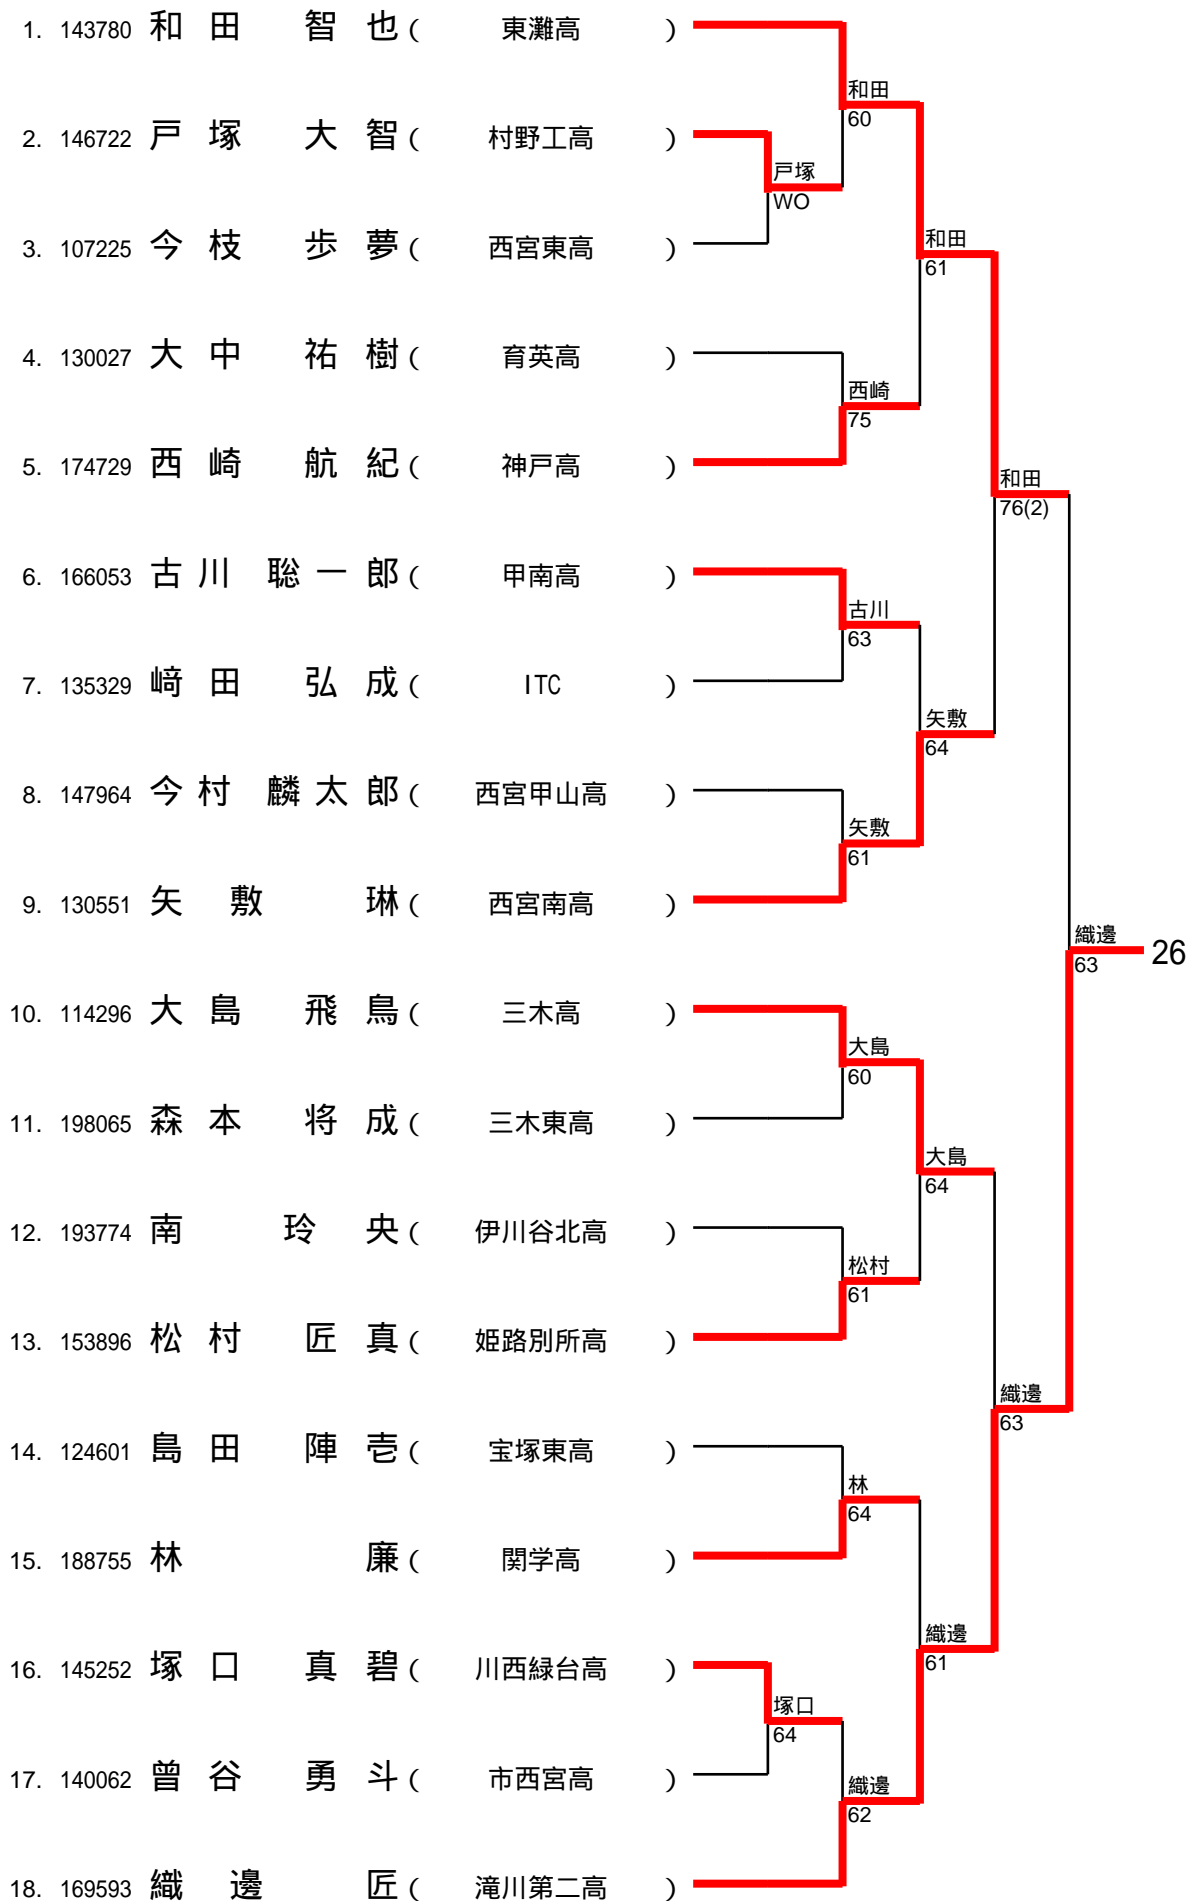 1. 143780 和田 智也( 東灘高 )
和田
60
2. 146722 戸塚 大智( 村野工高 )
戸塚
WO
3. 107225 今枝 歩夢( 西宮東高 )
和田
61
4. 130027 大中 祐樹( 育英高 )
西崎
75
5. 174729 西崎 航紀( 神戸高 )
和田
76(2)
6. 166053 古川 聡一郎( 甲南高 )
古川
63
7. 135329 﨑田 弘成( ITC )
矢敷
64
8. 147964 今村 麟太郎( 西宮甲山高 )
矢敷
61
9. 130551 矢敷 琳( 西宮南高 )
織邊
63 26
10. 114296 大島 飛鳥( 三木高 )
大島
60
11. 198065 森本 将成( 三木東高 )
大島
64
12. 193774 南 玲央( 伊川谷北高 )
松村
61
13. 153896 松村 匠真( 姫路別所高 )
織邊
63
14. 124601 島田 陣壱( 宝塚東高 )
林
64
15. 188755 林 廉( 関学高 )
織邊
61
16. 145252 塚口 真碧( 川西緑台高 )
塚口
64
17. 140062 曽谷 勇斗( 市西宮高 )
織邊
62
18. 169593 織邊 匠( 滝川第二高 )